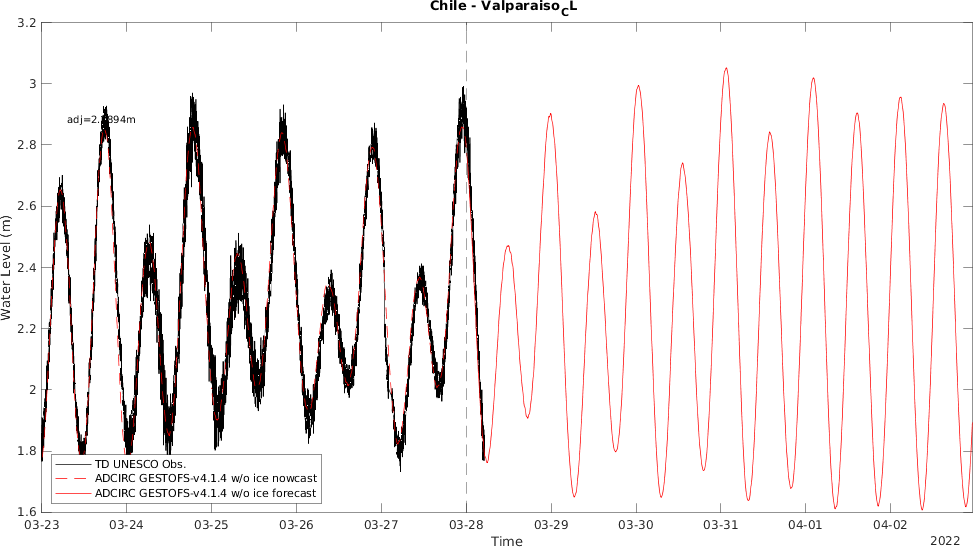 Chile - ValparaisoCL
3.2
3
2.8
2.6
2.4
2.2
2
1.8
1.6
Water Level (m)
TD UNESCO Obs.
ADCIRC GESTOFS-v4.1.4 w/o ice nowcast
ADCIRC GESTOFS-v4.1.4 w/o ice forecast
03-23 03-24 03-25 03-26 03-27 03-28 03-29 03-30 03-31 04-01 04-02
Time
2022